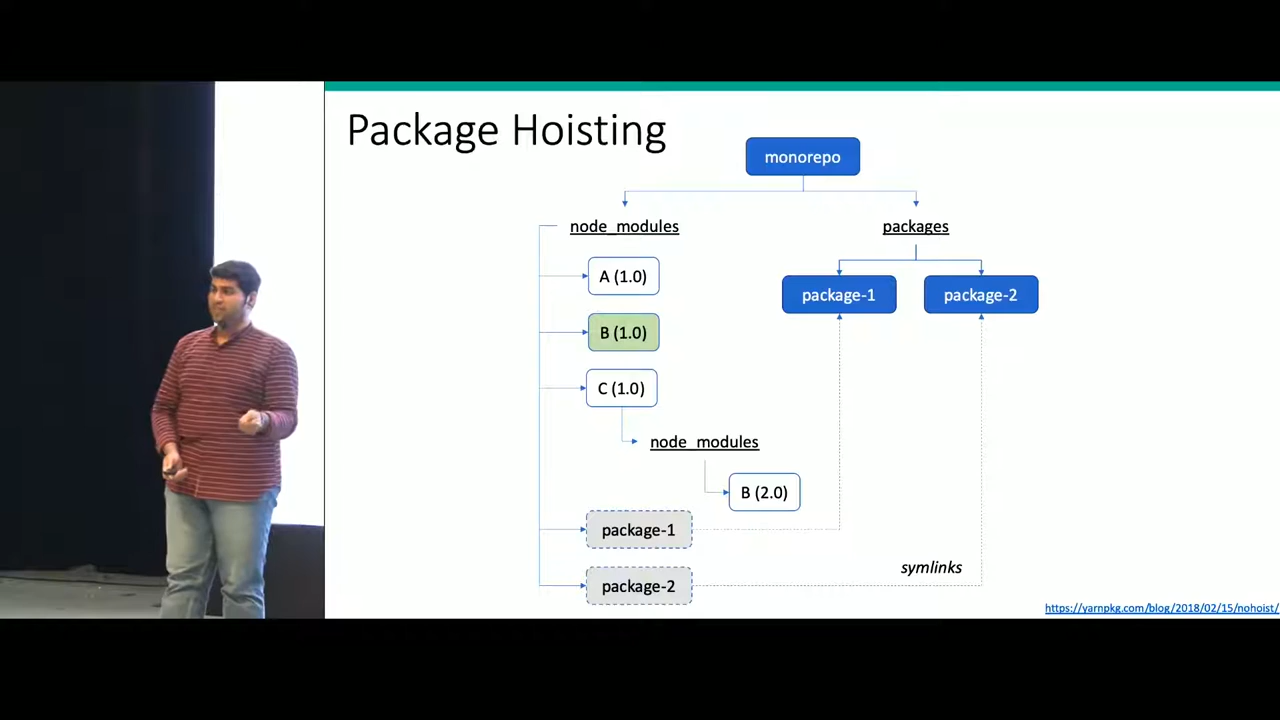 Package Hoisting
monorepo
node_modules
packages
A (1.0)
package-1
package-2
B (1.0)
C (1.0)
node_modules
B (2.0)
package-1
symlinks
package-2
https://yarnpkg.com/blog/2018/02/15/nohoist/